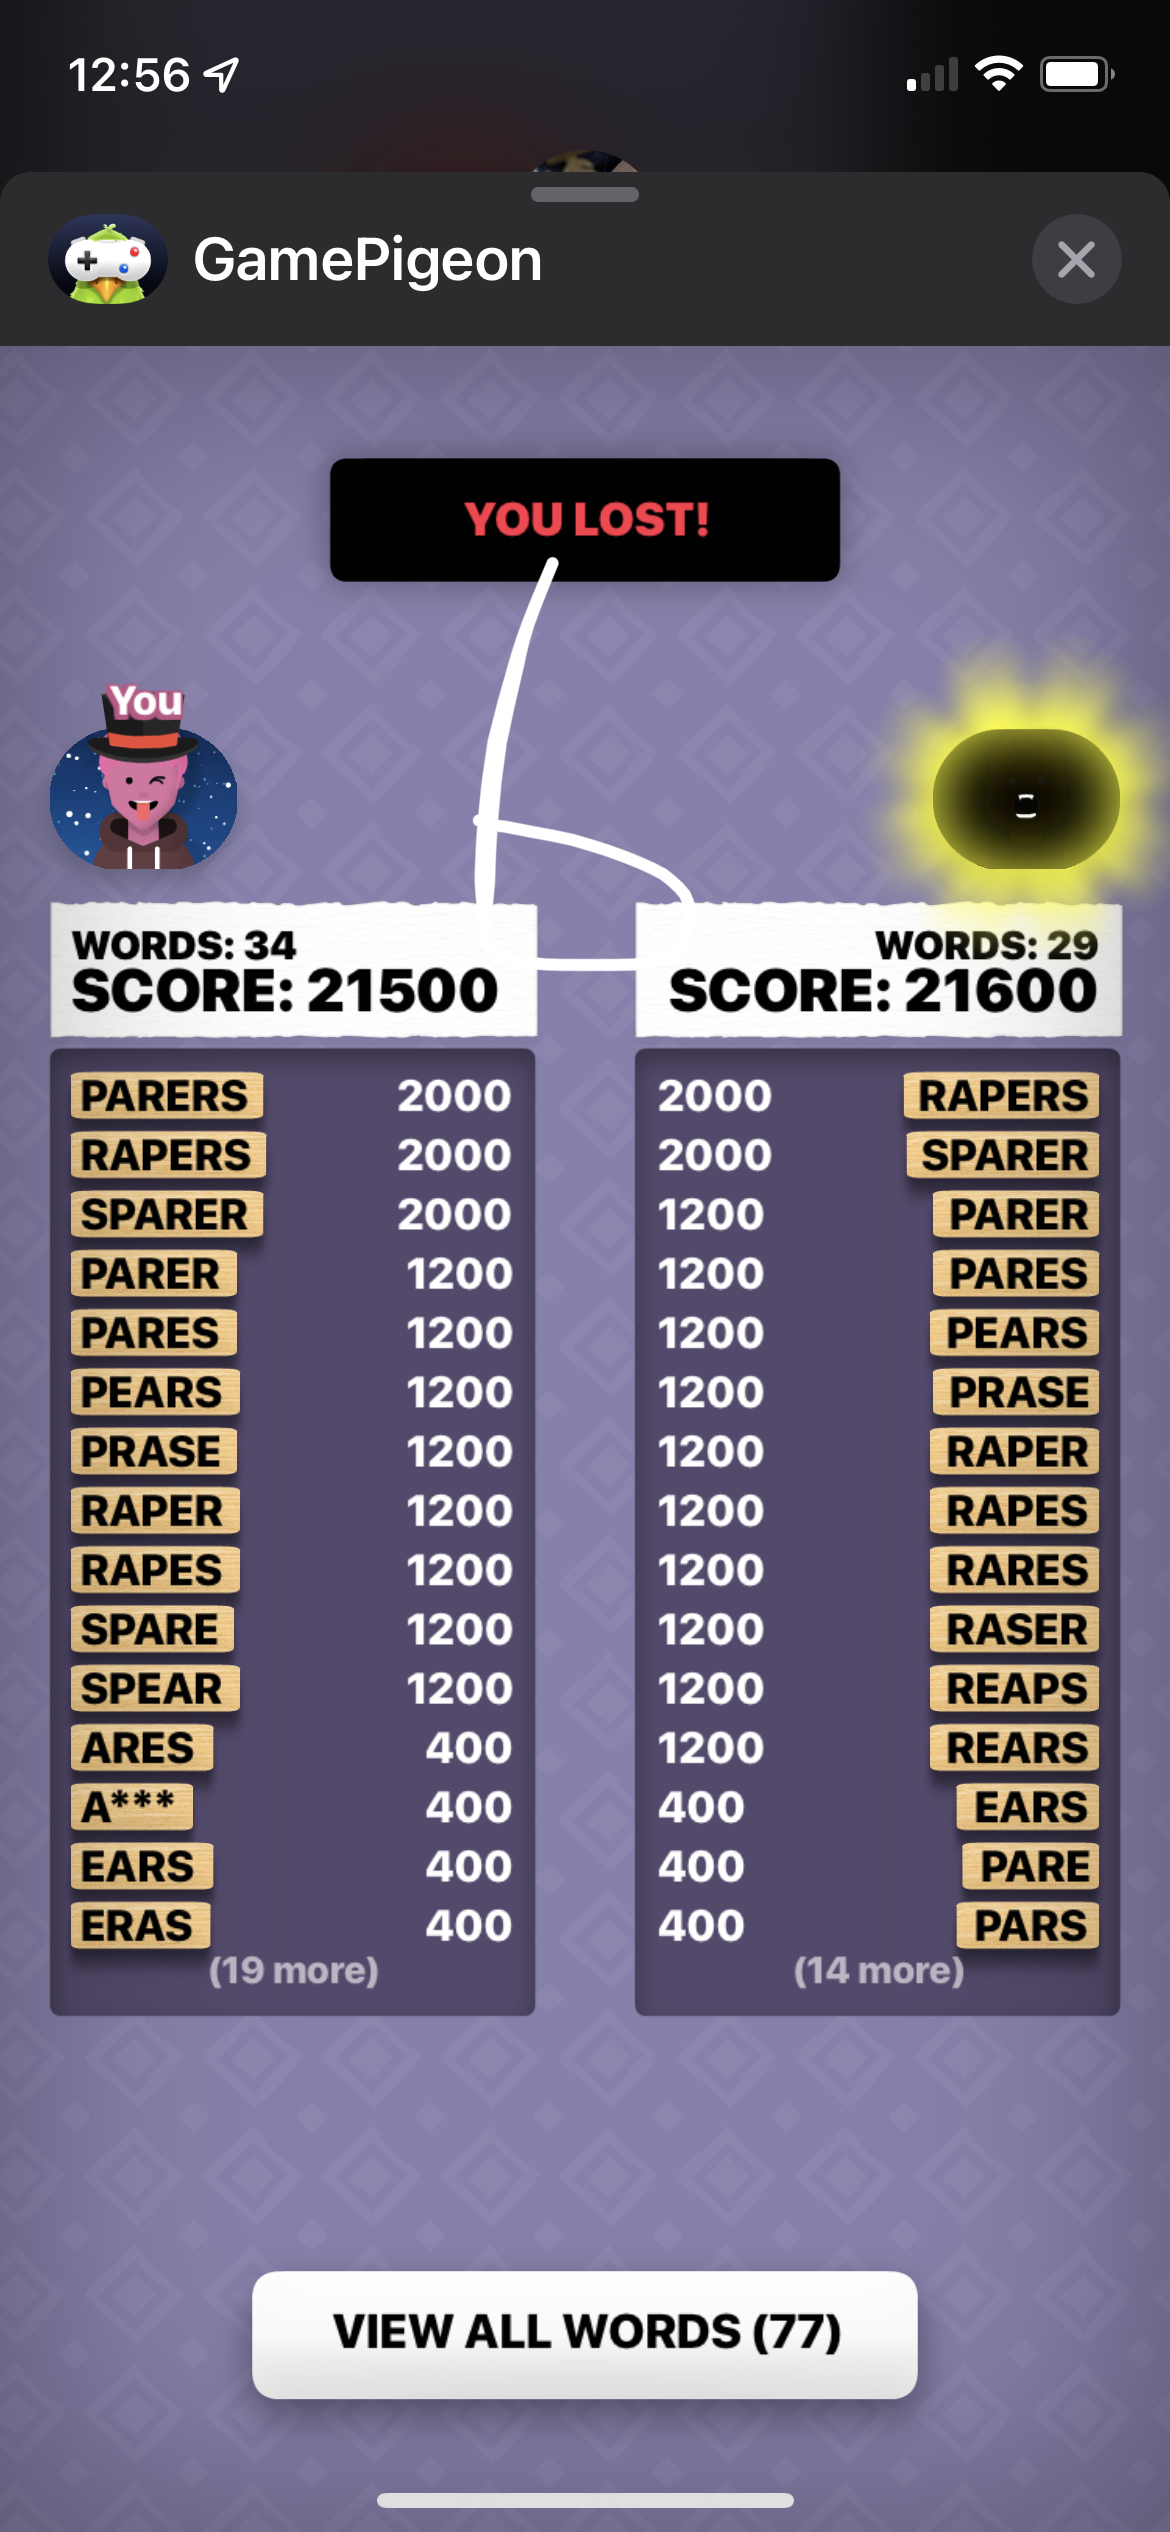 12:56
GamePigeon
YOU LOST!
You
WORDS: 34
SCORE: 21500
WORDS: 29
SCORE: 21600
PARERS 2000
RAPERS 2000
SPARER 2000
PARER 1200
PARES 1200
PEARS 1200
PRASE 1200
RAPER 1200
RAPES 1200
SPARE 1200
SPEAR 1200
ARES 400
A*** 400
EARS 400
ERAS 400
(19 more)
2000 RAPERS
2000 SPARER
1200 PARER
1200 PARES
1200 PEARS
1200 PRASE
1200 RAPER
1200 RAPES
1200 RARES
1200 RASER
1200 REAPS
1200 REARS
400 EARS
400 PARE
400 PARS
(14 more)
VIEW ALL WORDS (77)